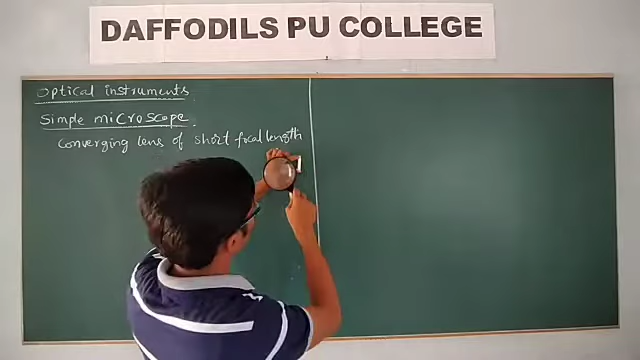 DAFFODILS PU COLLEGE
Optical instruments
Simple microscope
Converging lens of short focal length